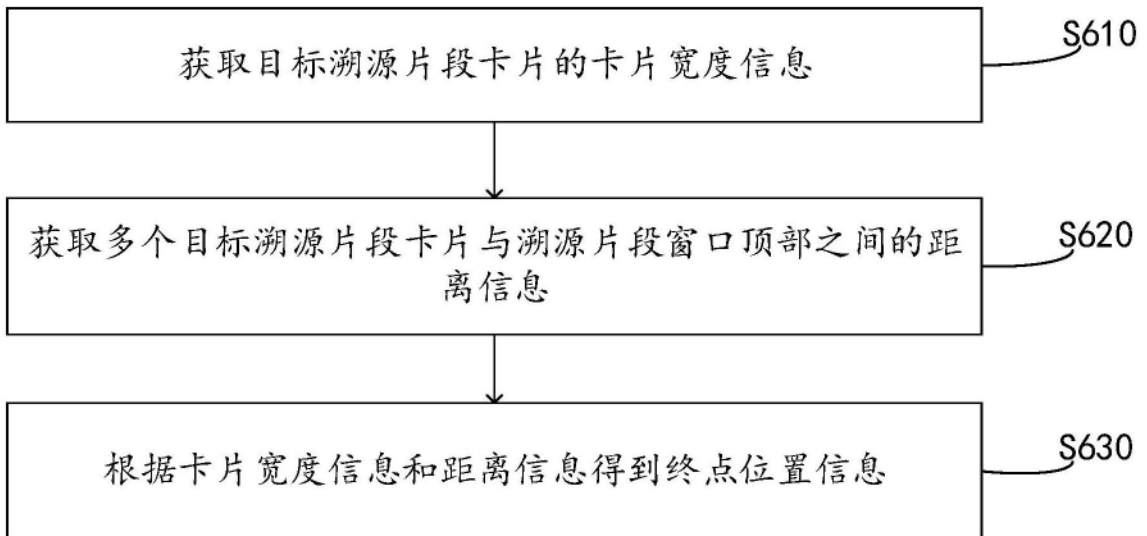 获取目标溯源片段卡片的卡片宽度信息
S610
获取多个目标溯源片段卡片与溯源片段窗口顶部之间的距
离信息
S620
根据卡片宽度信息和距离信息得到终点位置信息
S630